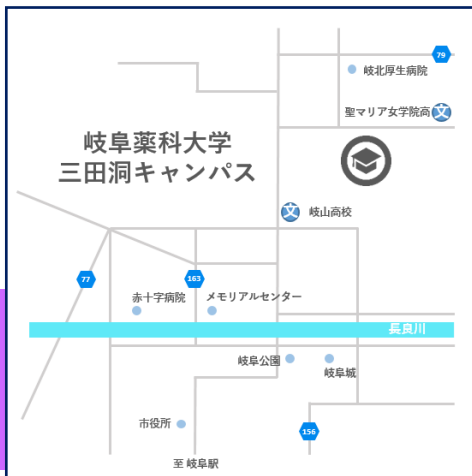 79
岐北厚生病院
聖マリア女学院高
文
岐阜薬科大学
三田洞キャンパス
文
岐山高校
77
163
赤十字病院
メモリアルセンター
長良川
岐阜公園
岐阜城
市役所
156
至 岐阜駅